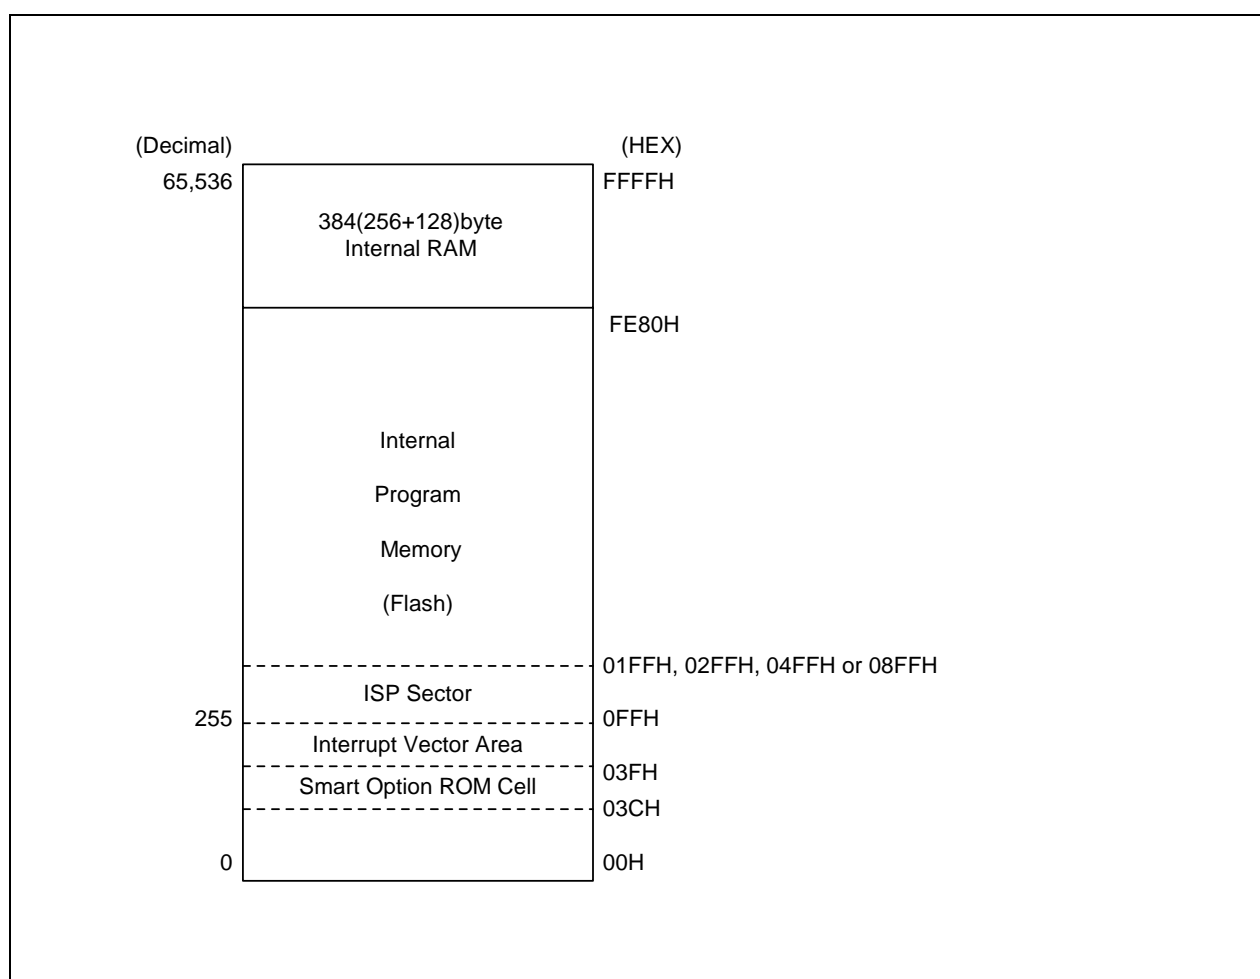 (Decimal)
(HEX)
65,536
FFFFH
384(256+128)byte
Internal RAM
FE80H
Internal
Program
Memory
(Flash)
01FFH, 02FFH, 04FFH or 08FFH
ISP Sector
255
0FFH
Interrupt Vector Area
03FH
Smart Option ROM Cell
03CH
0
00H